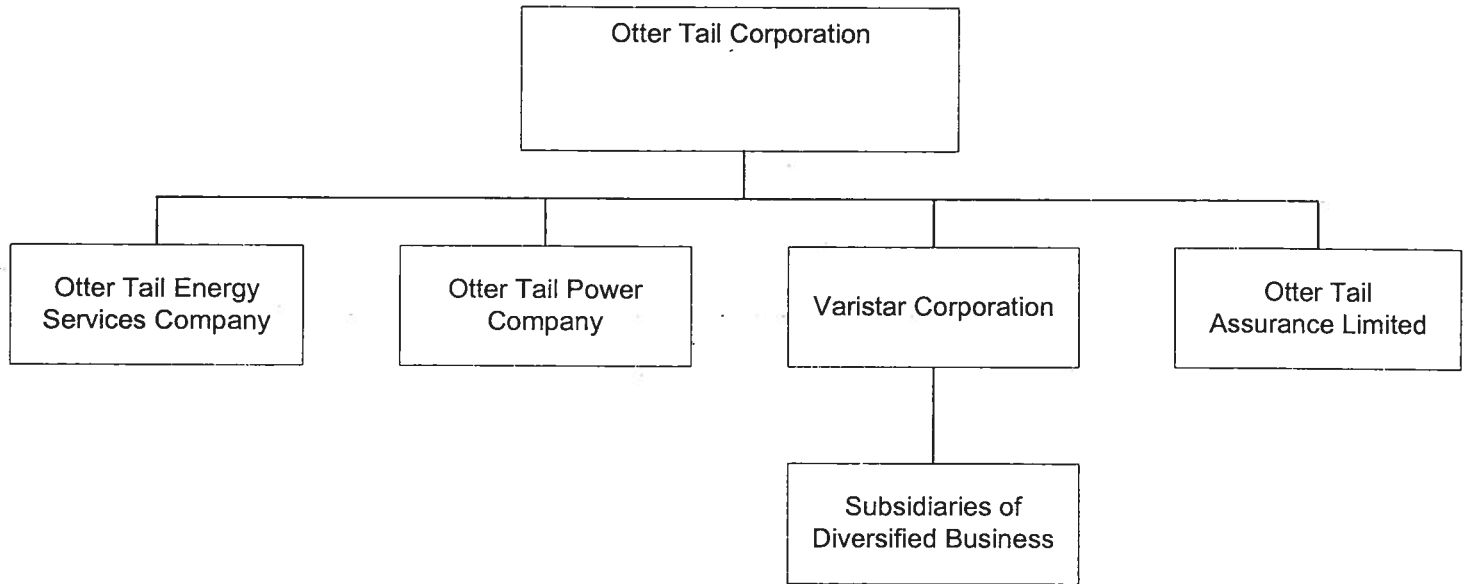 Otter Tail Corporation
Otter Tail Energy
Services Company
Otter Tail Power
Company
Varistar Corporation
Otter Tail
Assurance Limited
Subsidiaries of
Diversified Business